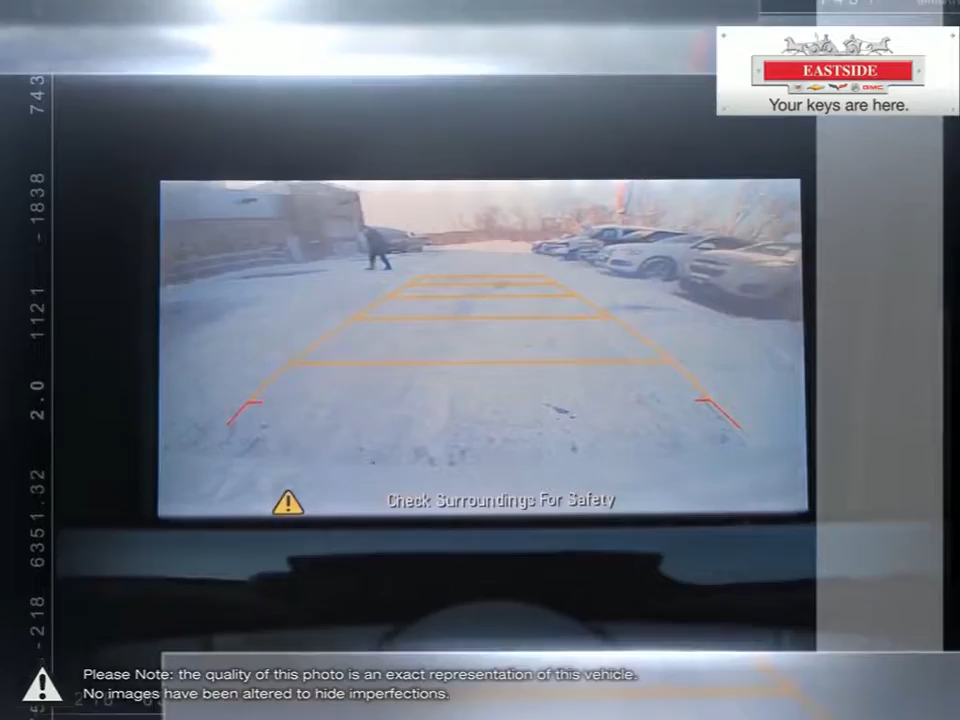 EASTSIDE
GMC
Your keys are here.
743
-1838
1121
2.0
6351.32
-218
Check Surroundings For Safety
Please Note: the quality of this photo is an exact representation of this vehicle.
No images have been altered to hide imperfections.